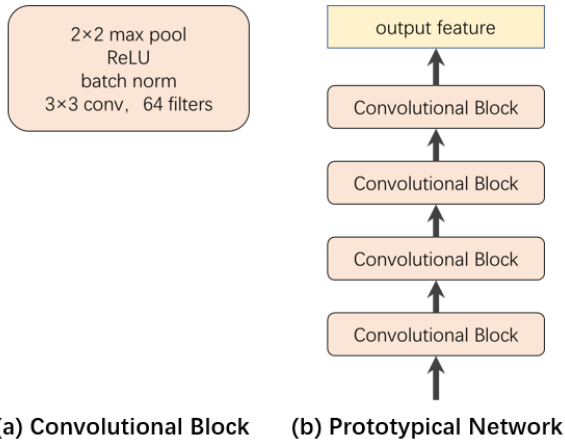 2×2 max pool
ReLU
batch norm
3×3 conv, 64 filters
output feature
Convolutional Block
Convolutional Block
Convolutional Block
Convolutional Block
(a) Convolutional Block
(b) Prototypical Network